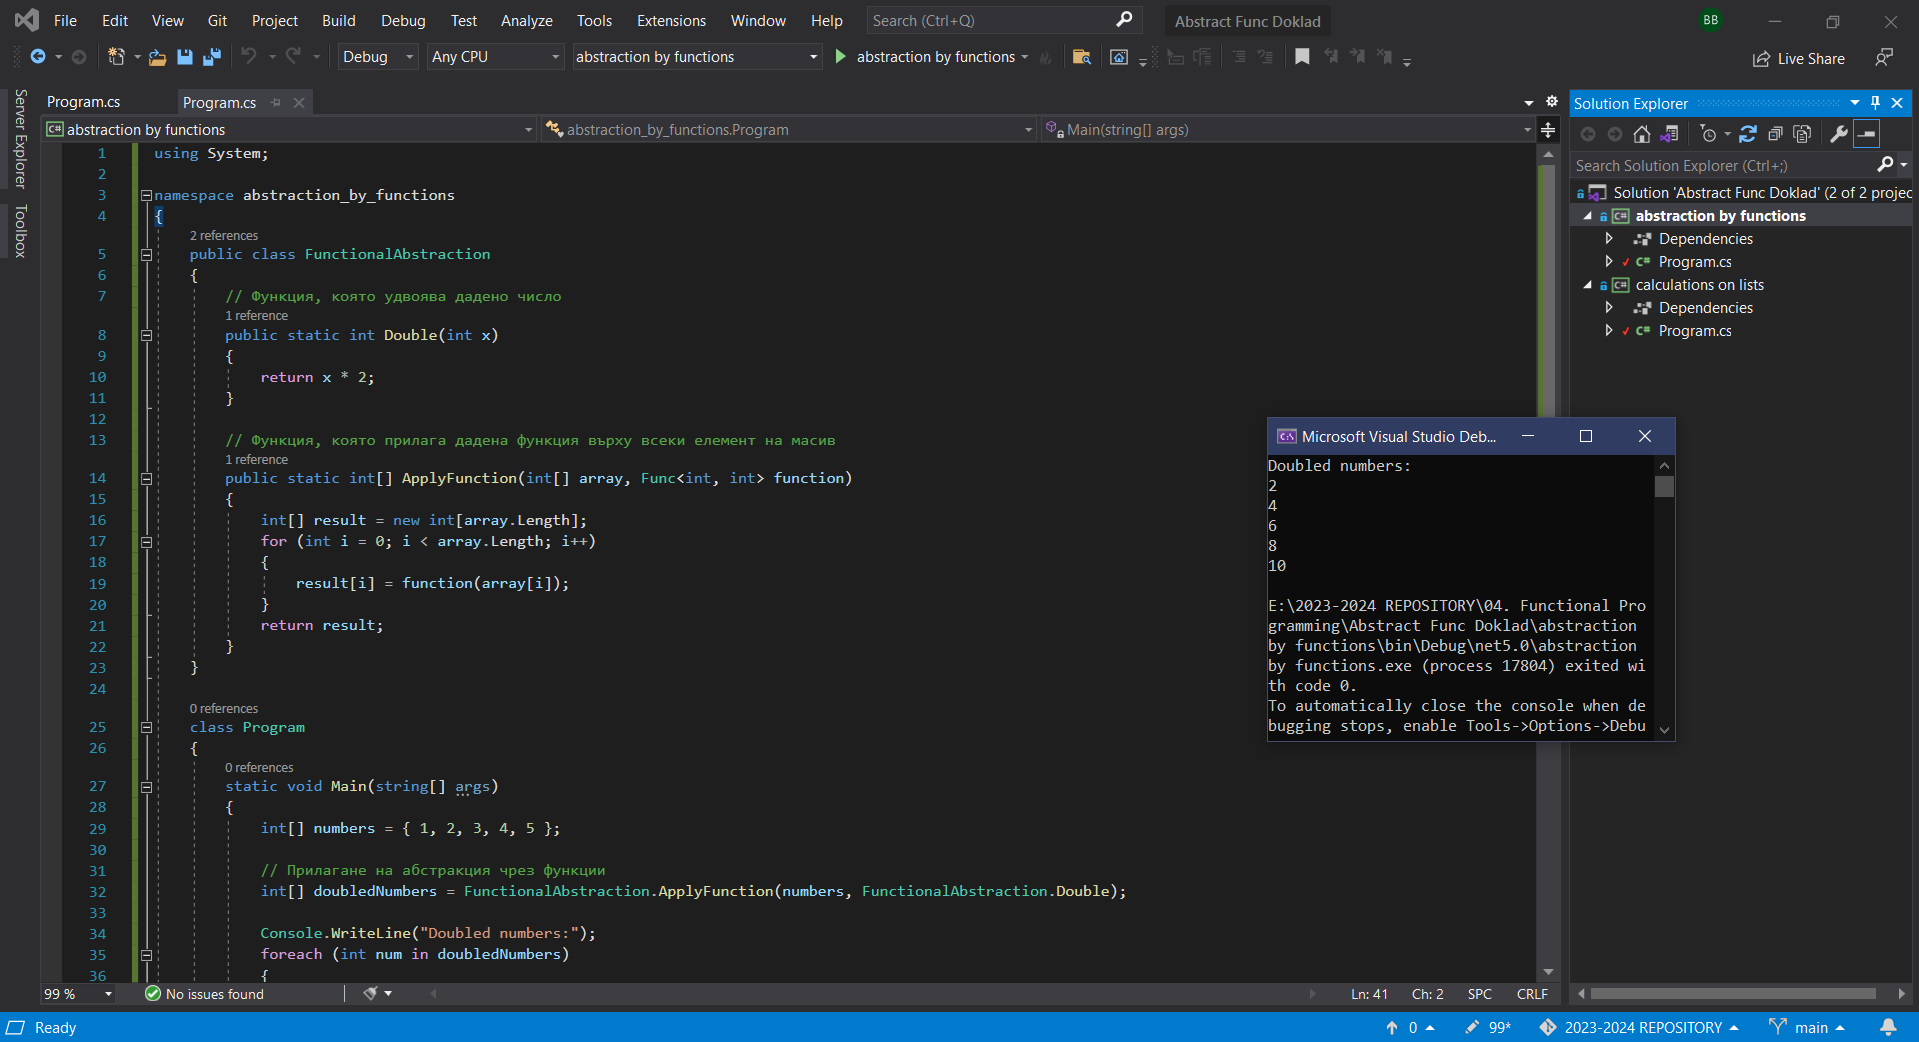 File Edit View Git Project Build Debug Test Analyze Tools Extensions Window Help Search (Ctrl+Q) Abstract Func Doklad BB
Debug Any CPU abstraction by functions abstraction by functions Live Share
Server Explorer
Toolbox
Program.cs Program.cs
C# abstraction by functions abstraction_by_functions.Program Main(string[] args)
1 using System;
2
3 namespace abstraction_by_functions
4 {
2 references
5 public class FunctionalAbstraction
6 {
7 // Функция, която удвоява дадено число
1 reference
8 public static int Double(int x)
9 {
10 return x * 2;
11 }
12
13 // Функция, която прилага дадена функция върху всеки елемент на масив
1 reference
14 public static int[] ApplyFunction(int[] array, Func<int, int> function)
15 {
16 int[] result = new int[array.Length];
17 for (int i = 0; i < array.Length; i++)
18 {
19 result[i] = function(array[i]);
20 }
21 return result;
22 }
23 }
24
0 references
25 class Program
26 {
0 references
27 static void Main(string[] args)
28 {
29 int[] numbers = { 1, 2, 3, 4, 5 };
30
31 // Прилагане на абстракция чрез функции
32 int[] doubledNumbers = FunctionalAbstraction.ApplyFunction(numbers, FunctionalAbstraction.Double);
33
34 Console.WriteLine("Doubled numbers:");
35 foreach (int num in doubledNumbers)
36 {
99 % No issues found Ln: 41 Ch: 2 SPC CRLF
Solution Explorer
Search Solution Explorer (Ctrl+;)
Solution 'Abstract Func Doklad' (2 of 2 projec
C# abstraction by functions
Dependencies
C# Program.cs
C# calculations on lists
Dependencies
C# Program.cs
Microsoft Visual Studio Deb...
Doubled numbers:
2
4
6
8
10
E:\2023-2024 REPOSITORY\04. Functional Pro
gramming\Abstract Func Doklad\abstraction
by functions\bin\Debug\net5.0\abstraction
by functions.exe (process 17804) exited wi
th code 0.
To automatically close the console when de
bugging stops, enable Tools->Options->Debu
Ready 0 99* 2023-2024 REPOSITORY main